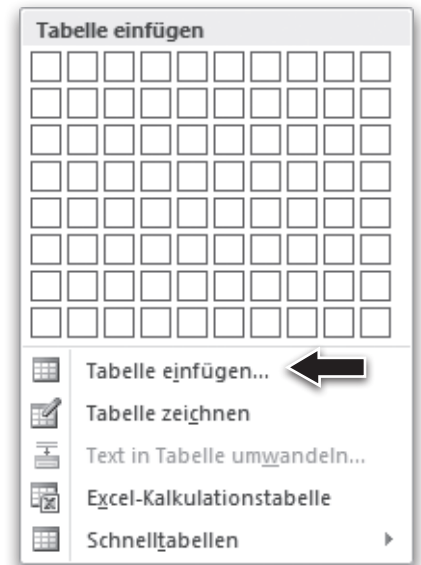 Tabelle einfügen
Tabelle einfügen...
Tabelle zeichnen
Text in Tabelle umwandeln...
Excel-Kalkulationstabelle
Schnelltabellen